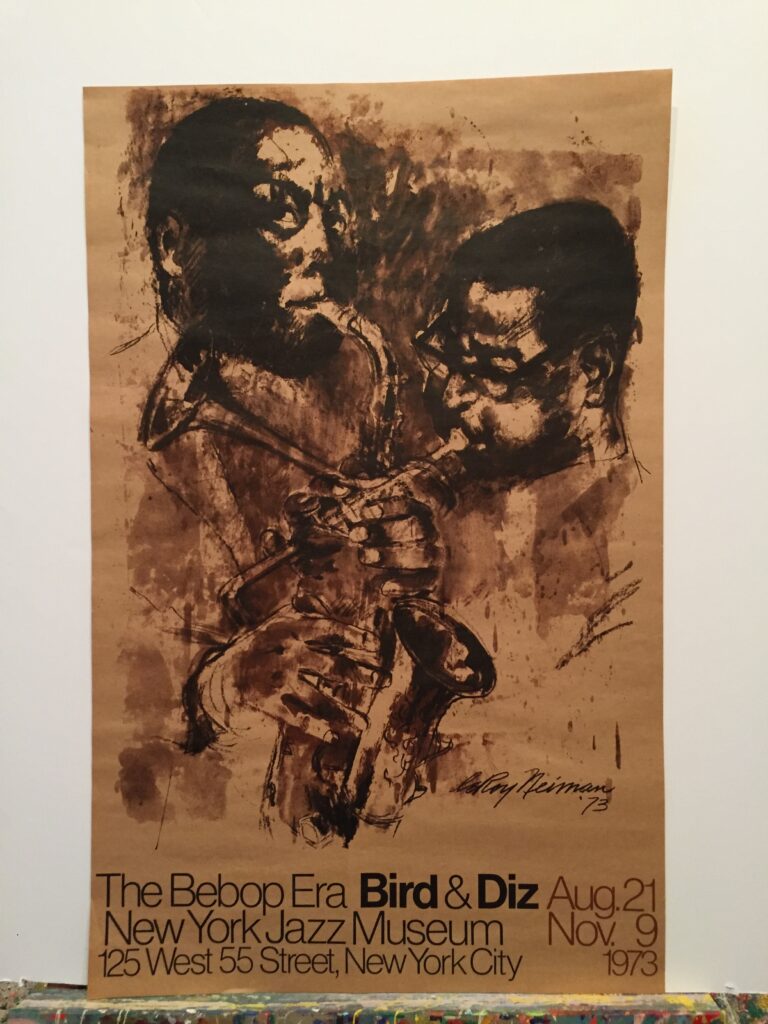 LeRoy Neiman
'73
The Bebop Era Bird & Diz Aug. 21
New York Jazz Museum Nov. 9
125 West 55 Street, New York City 1973